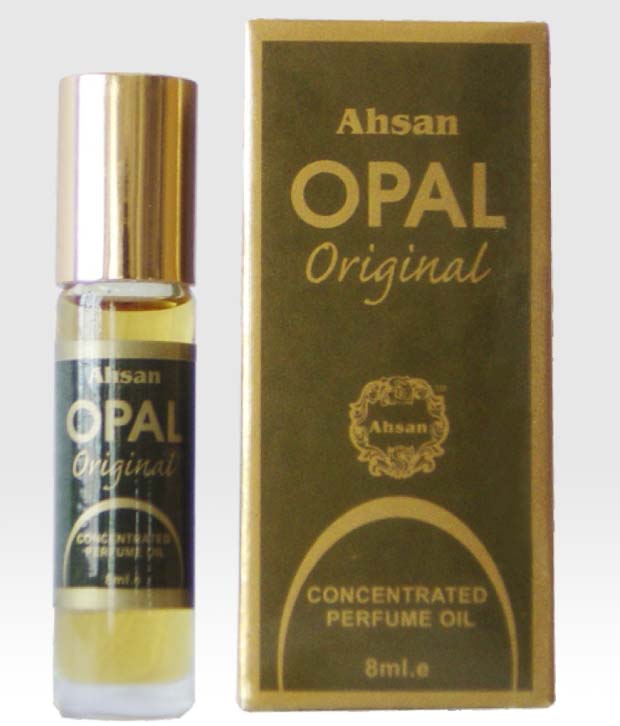 Ahsan
OPAL
Original
CONCENTRATED
PERFUME OIL
8ml.e
Ahsan
OPAL
Original
Ahsan
CONCENTRATED
PERFUME OIL
8ml.e